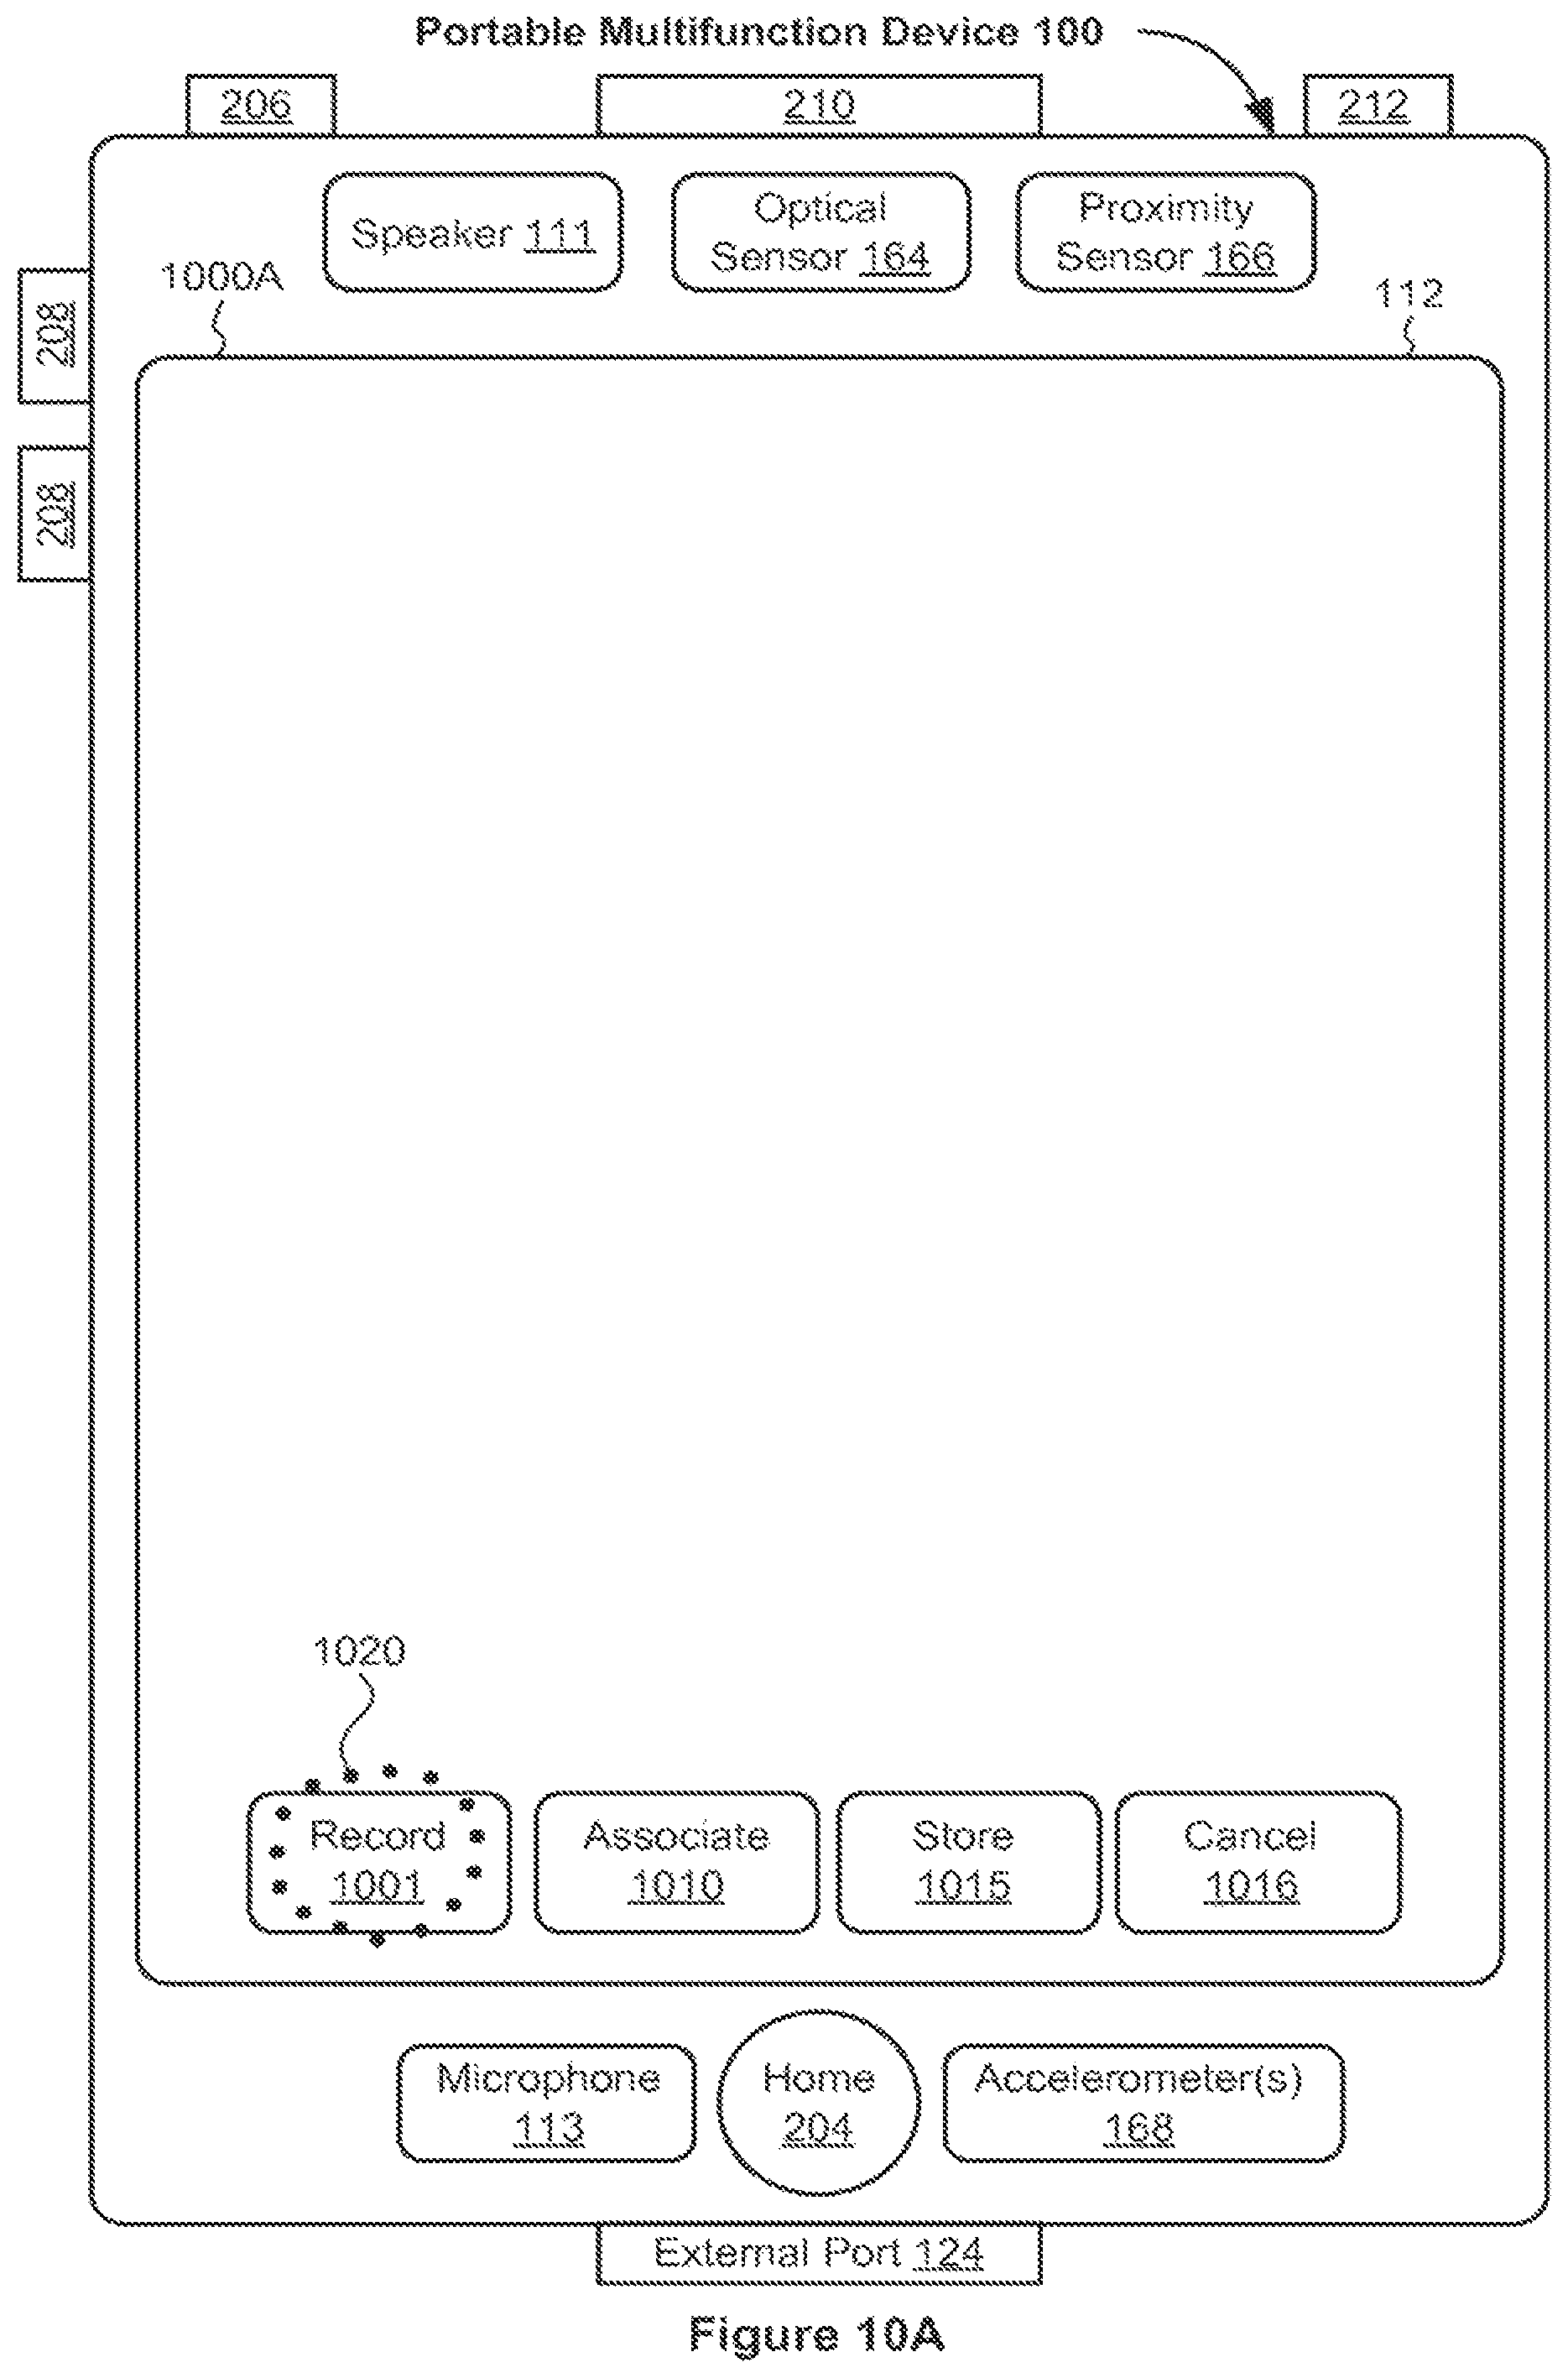 Portable Multifunction Device 100
206
210
212
Speaker 111
Optical
Sensor 164
Proximity
Sensor 166
1000A
112
208
208
1020
Record
1001
Associate
1010
Store
1015
Cancel
1016
Microphone
113
Home
204
Accelerometer(s)
168
External Port 124
Figure 10A